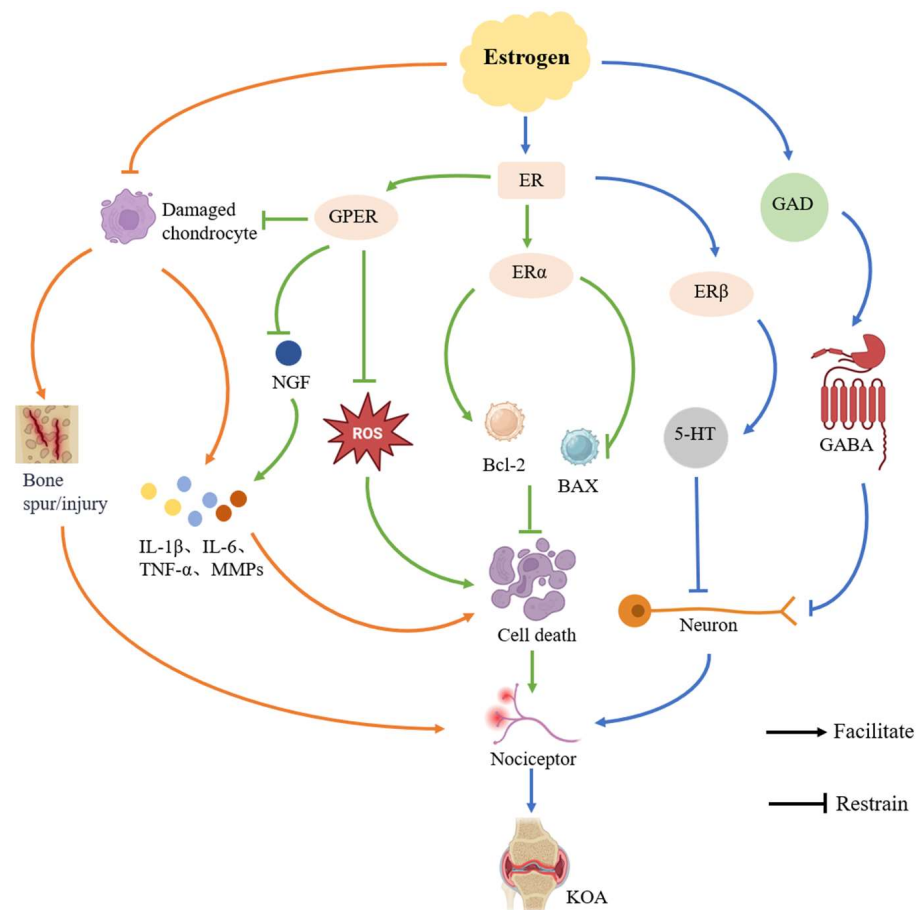 Estrogen
ER
GAD
Damaged
chondrocyte
GPER
ERα
ERβ
NGF
ROS
Bcl-2
BAX
5-HT
GABA
Bone
spur/injury
IL-1β、IL-6、
TNF-α、MMPs
Cell death
Neuron
Nociceptor
Facilitate
Restrain
KOA